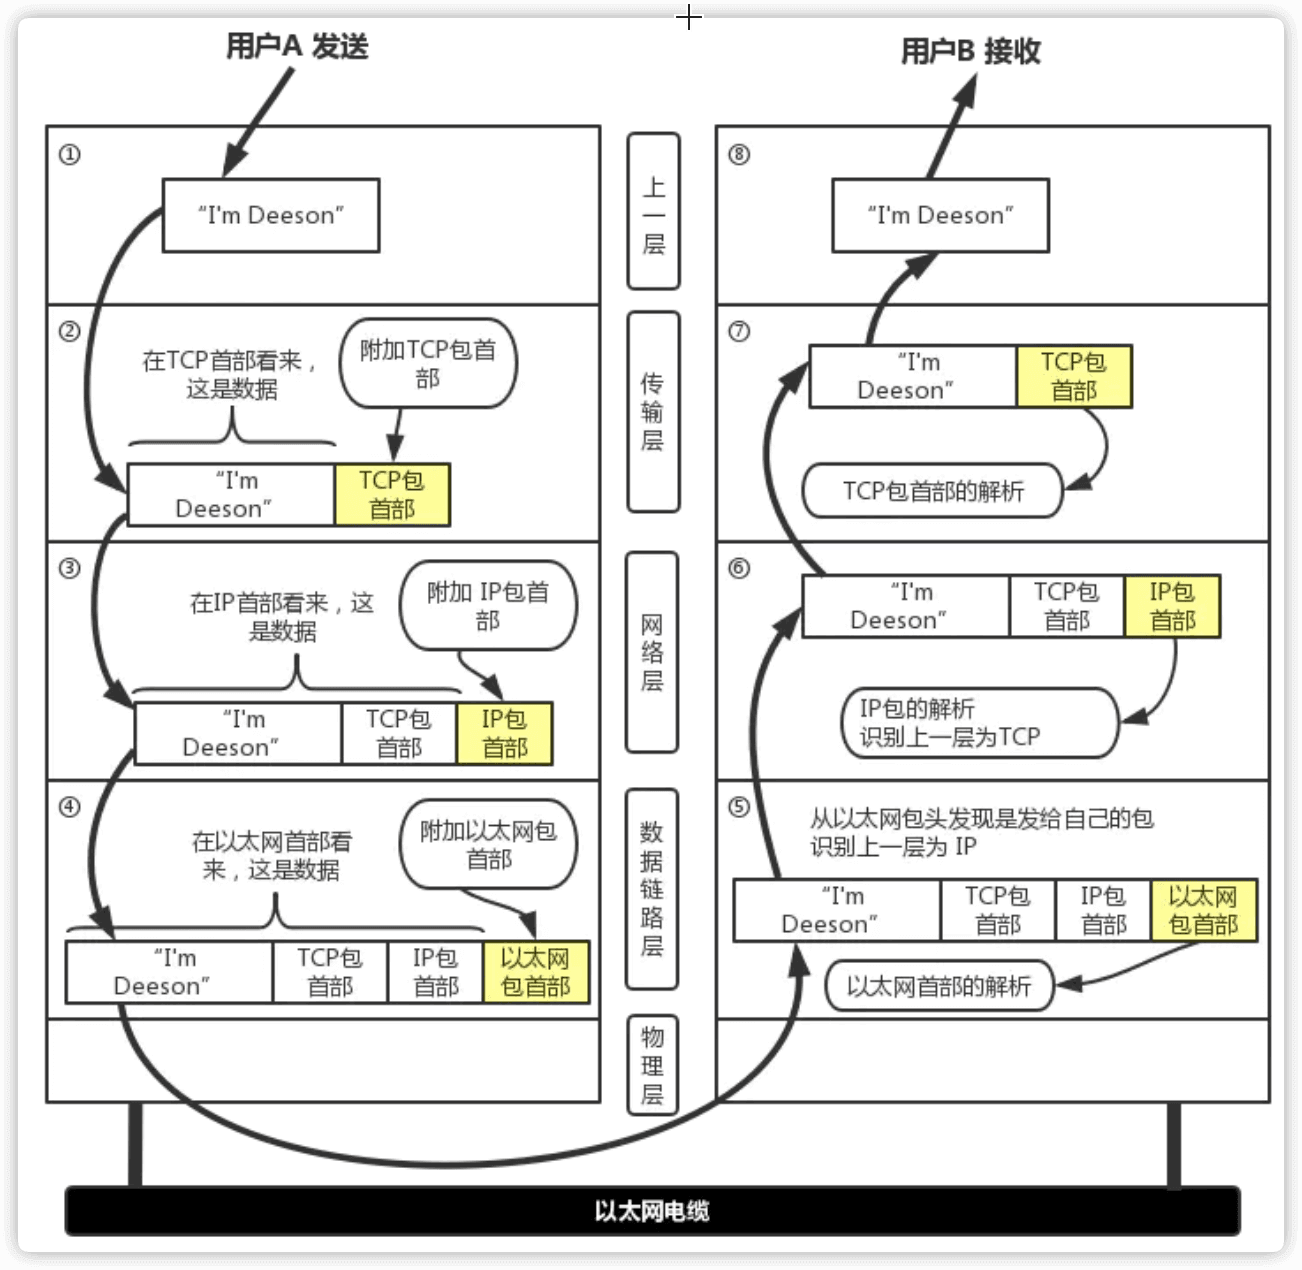 用户A 发送
①
“I'm Deeson”
②
在TCP首部看来，
这是数据
附加TCP包首
部
“I'm
Deeson”
TCP包
首部
③
在IP首部看来，这
是数据
附加 IP包首
部
“I'm
Deeson”
TCP包
首部
IP包
首部
④
在以太网首部看
来，这是数据
附加以太网包
首部
“I'm
Deeson”
TCP包
首部
IP包
首部
以太网
包首部
上
一
层
传
输
层
网
络
层
数
据
链
路
层
物
理
层
用户B 接收
⑧
“I'm Deeson”
⑦
“I'm
Deeson”
TCP包
首部
TCP包首部的解析
⑥
“I'm
Deeson”
TCP包
首部
IP包
首部
IP包的解析
识别上一层为TCP
⑤
从以太网包头发现是发给自己的包
识别上一层为 IP
“I'm
Deeson”
TCP包
首部
IP包
首部
以太网
包首部
以太网首部的解析
以太网电缆